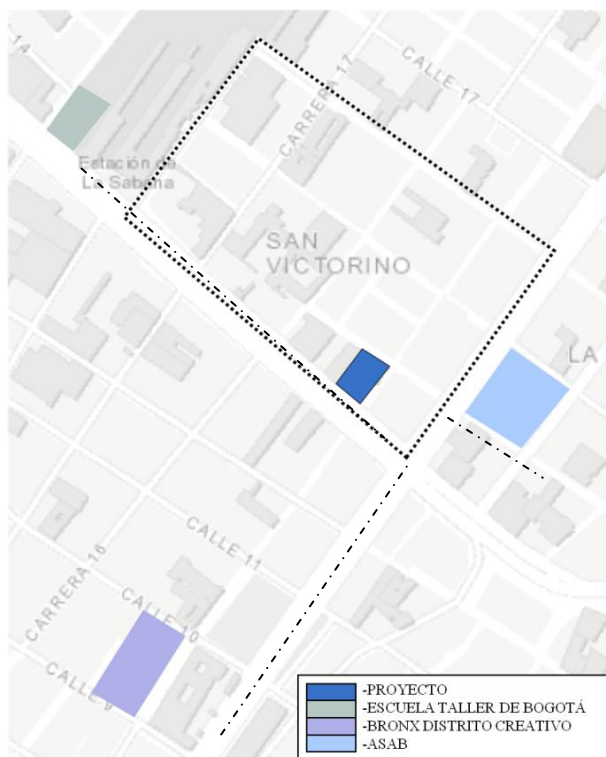 14
CALLE 17
CARRERA 17
Estación de
La Sabana
SAN
VICTORINO
LA
CALLE 11
CARRERA 16
CALLE 10
CALLE 9
-PROYECTO
-ESCUELA TALLER DE BOGOTÁ
-BRONX DISTRITO CREATIVO
-ASAB